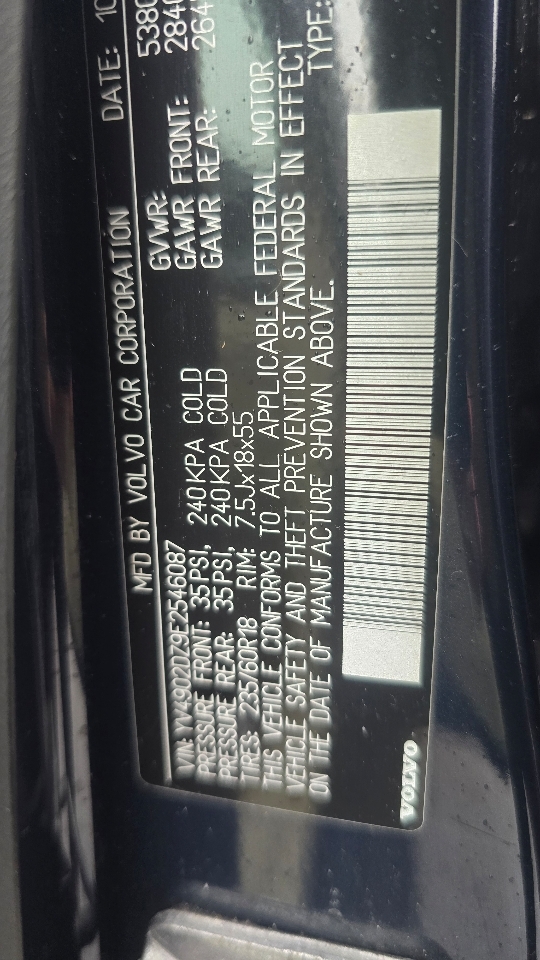 MFD BY VOLVO CAR CORPORATION DATE: 10
VIN: YV4902DZ9E2546087 GVWR: 5380
PRESSURE FRONT: 35PSI, 240KPA COLD GAWR FRONT: 2840
PRESSURE REAR: 35PSI, 240KPA COLD GAWR REAR: 264
TIRES: 235/60R18 RIM: 7.5Jx18x55
THIS VEHICLE CONFORMS TO ALL APPLICABLE FEDERAL MOTOR
VEHICLE SAFETY AND THEFT PREVENTION STANDARDS IN EFFECT
ON THE DATE OF MANUFACTURE SHOWN ABOVE. TYPE:
VOLVO